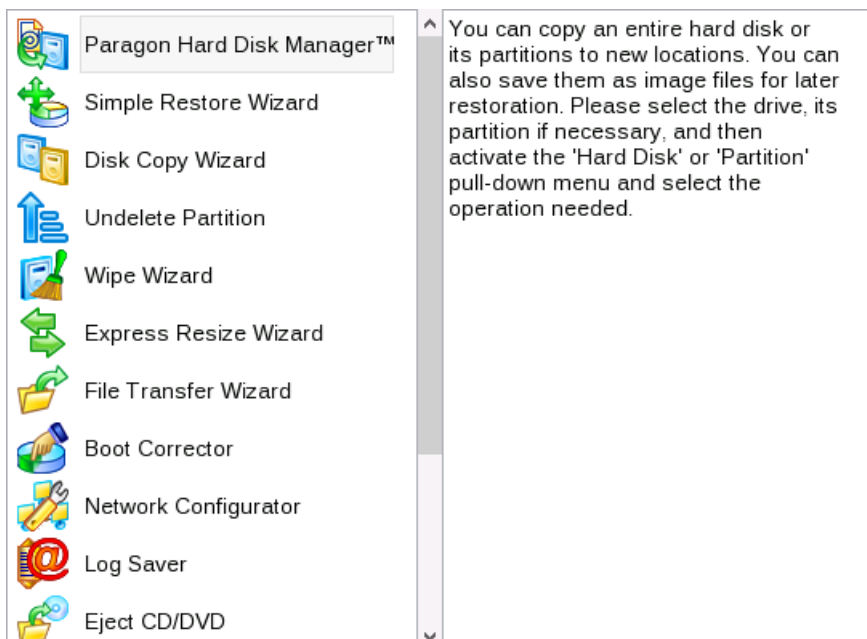 Paragon Hard Disk Manager™
Simple Restore Wizard
Disk Copy Wizard
Undelete Partition
Wipe Wizard
Express Resize Wizard
File Transfer Wizard
Boot Corrector
Network Configurator
Log Saver
Eject CD/DVD
You can copy an entire hard disk or
its partitions to new locations. You can
also save them as image files for later
restoration. Please select the drive, its
partition if necessary, and then
activate the 'Hard Disk' or 'Partition'
pull-down menu and select the
operation needed.